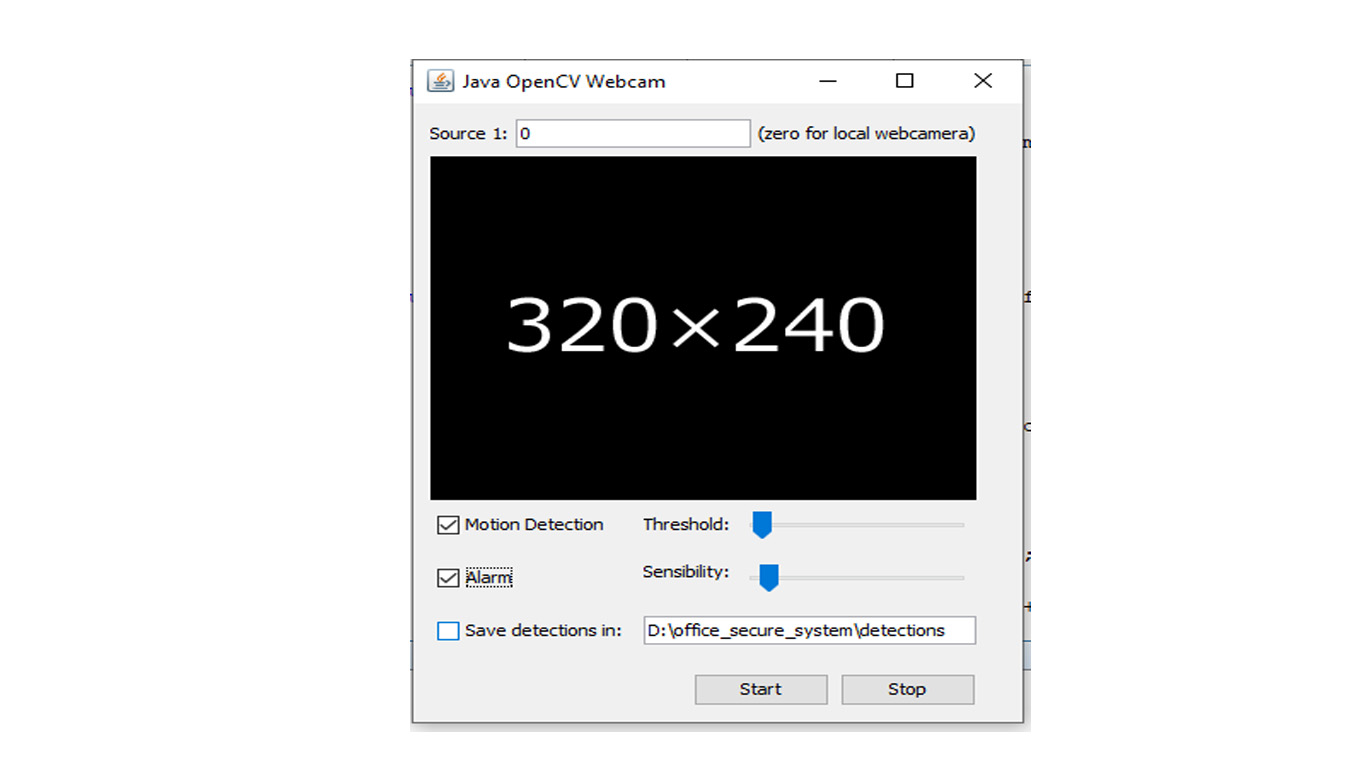 Java OpenCV Webcam
Source 1: 0 (zero for local webcamera)
320×240
Motion Detection Threshold:
Alarm Sensibility:
Save detections in: D:\office_secure_system\detections
Start Stop